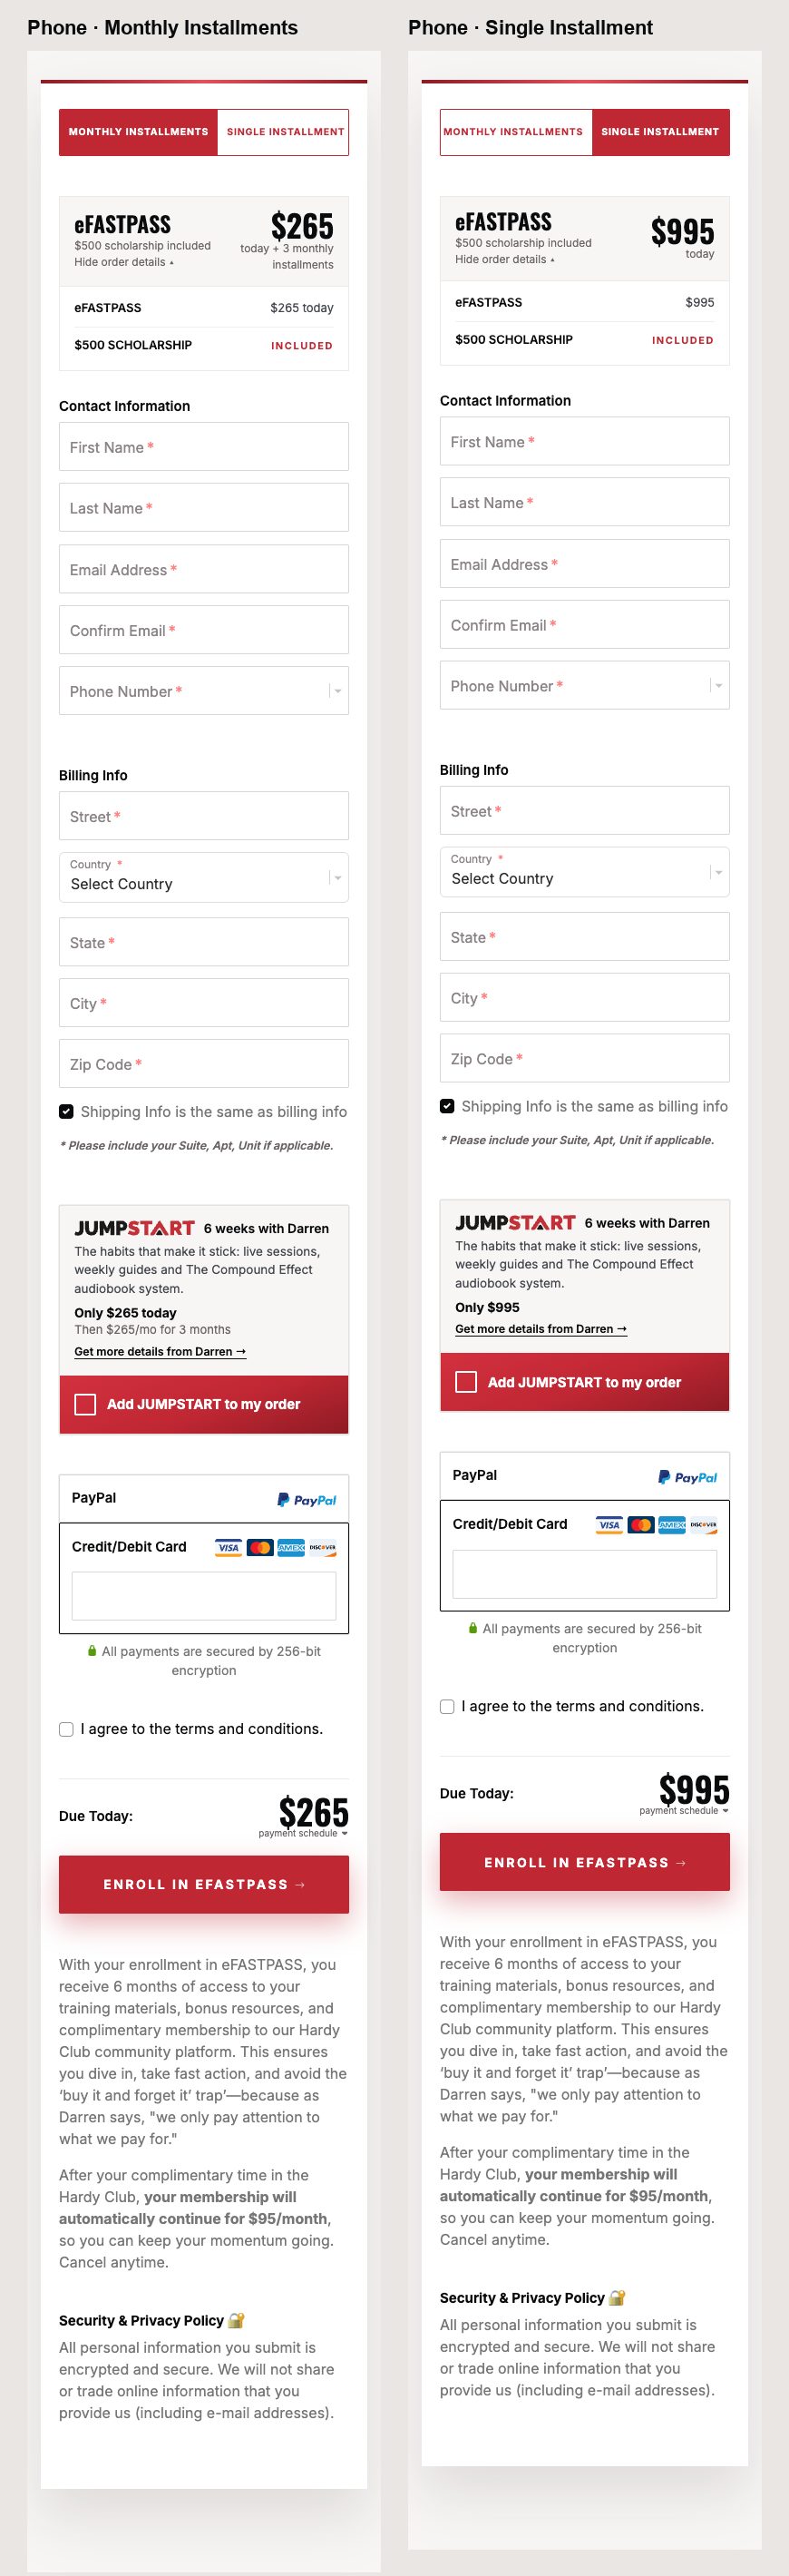 Phone · Monthly Installments
MONTHLY INSTALLMENTS
SINGLE INSTALLMENT
eFASTPASS
$500 scholarship included
Hide order details ▴
$265
today + 3 monthly
installments
eFASTPASS
$265 today
$500 SCHOLARSHIP
INCLUDED
Contact Information
First Name *
Last Name *
Email Address *
Confirm Email *
Phone Number *
Billing Info
Street *
Country *
Select Country
State *
City *
Zip Code *
Shipping Info is the same as billing info
* Please include your Suite, Apt, Unit if applicable.
JUMPSTART 6 weeks with Darren
The habits that make it stick: live sessions,
weekly guides and The Compound Effect
audiobook system.
Only $265 today
Then $265/mo for 3 months
Get more details from Darren →
Add JUMPSTART to my order
PayPal
PayPal
Credit/Debit Card
VISA
AMEX
DISCOVER
All payments are secured by 256-bit
encryption
I agree to the terms and conditions.
Due Today:
$265
payment schedule
ENROLL IN EFASTPASS →
With your enrollment in eFASTPASS, you
receive 6 months of access to your
training materials, bonus resources, and
complimentary membership to our Hardy
Club community platform. This ensures
you dive in, take fast action, and avoid the
‘buy it and forget it’ trap’—because as
Darren says, "we only pay attention to
what we pay for."
After your complimentary time in the
Hardy Club, your membership will
automatically continue for $95/month,
so you can keep your momentum going.
Cancel anytime.
Security & Privacy Policy 🔐
All personal information you submit is
encrypted and secure. We will not share
or trade online information that you
provide us (including e-mail addresses).
Phone · Single Installment
MONTHLY INSTALLMENTS
SINGLE INSTALLMENT
eFASTPASS
$500 scholarship included
Hide order details ▴
$995
today
eFASTPASS
$995
$500 SCHOLARSHIP
INCLUDED
Contact Information
First Name *
Last Name *
Email Address *
Confirm Email *
Phone Number *
Billing Info
Street *
Country *
Select Country
State *
City *
Zip Code *
Shipping Info is the same as billing info
* Please include your Suite, Apt, Unit if applicable.
JUMPSTART 6 weeks with Darren
The habits that make it stick: live sessions,
weekly guides and The Compound Effect
audiobook system.
Only $995
Get more details from Darren →
Add JUMPSTART to my order
PayPal
PayPal
Credit/Debit Card
VISA
AMEX
DISCOVER
All payments are secured by 256-bit
encryption
I agree to the terms and conditions.
Due Today:
$995
payment schedule
ENROLL IN EFASTPASS →
With your enrollment in eFASTPASS, you
receive 6 months of access to your
training materials, bonus resources, and
complimentary membership to our Hardy
Club community platform. This ensures
you dive in, take fast action, and avoid the
‘buy it and forget it’ trap’—because as
Darren says, "we only pay attention to
what we pay for."
After your complimentary time in the
Hardy Club, your membership will
automatically continue for $95/month,
so you can keep your momentum going.
Cancel anytime.
Security & Privacy Policy 🔐
All personal information you submit is
encrypted and secure. We will not share
or trade online information that you
provide us (including e-mail addresses).